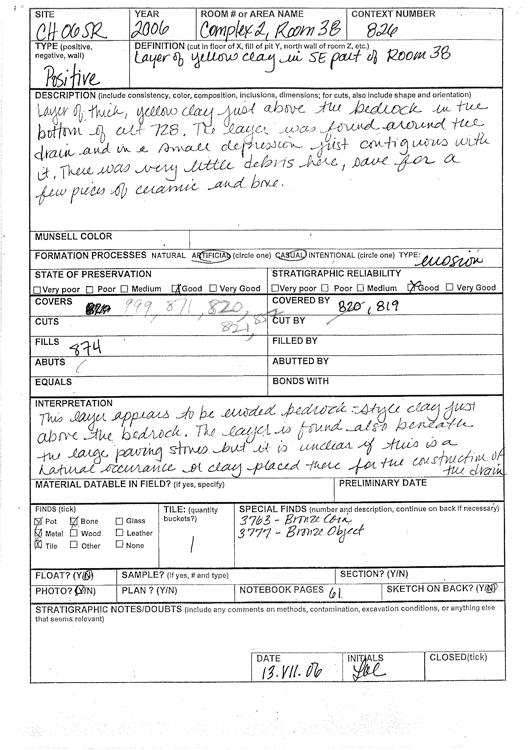 SITE YEAR ROOM # or AREA NAME CONTEXT NUMBER
CH06SR 2006 Complex 2, Room 3B 826
TYPE (positive, negative, wall) DEFINITION (cut in floor of X, fill of pit Y, north wall of room Z, etc.)
Positive Layer of yellow clay in SE part of Room 3B
DESCRIPTION (include consistency, color, composition, inclusions, dimensions; for cuts, also include shape and orientation)
Layer of thick, yellow clay just above the bedrock in the
bottom of cut 728. The layer was found around the
drain and in a small depression just contiguous with
it. There was very little debris here, save for a
few pieces of ceramic and bone.
MUNSELL COLOR
FORMATION PROCESSES NATURAL ARTIFICIAL (circle one) CASUAL INTENTIONAL (circle one) TYPE: erosion
STATE OF PRESERVATION STRATIGRAPHIC RELIABILITY
Very poor Poor Medium Good Very Good Very poor Poor Medium Good Very Good
COVERS 999, 871, 820, 821, COVERED BY 820, 819
CUTS CUT BY
FILLS 874 FILLED BY
ABUTS ABUTTED BY
EQUALS BONDS WITH
INTERPRETATION
This layer appears to be eroded bedrock-style clay just
above the bedrock. The layer is found also beneath
the large paving stones but it is unclear if this is a
natural occurance or clay placed there for the construction of
the drain
MATERIAL DATABLE IN FIELD? (if yes, specify) PRELIMINARY DATE
FINDS (tick) TILE: (quantity buckets?) SPECIAL FINDS (number and description, continue on back if necessary)
Pot Bone Glass 3763 - Bronze Coin
Metal Wood Leather 1 3777 - Bronze Object
Tile Other None
FLOAT? (Y/N) SAMPLE? (if yes, # and type) SECTION? (Y/N)
PHOTO? (Y/N) PLAN? (Y/N) NOTEBOOK PAGES 61 SKETCH ON BACK? (Y/N)
STRATIGRAPHIC NOTES/DOUBTS (include any comments on methods, contamination, excavation conditions, or anything else
that seems relevant)
DATE INITIALS CLOSED(tick)
13.VII.06